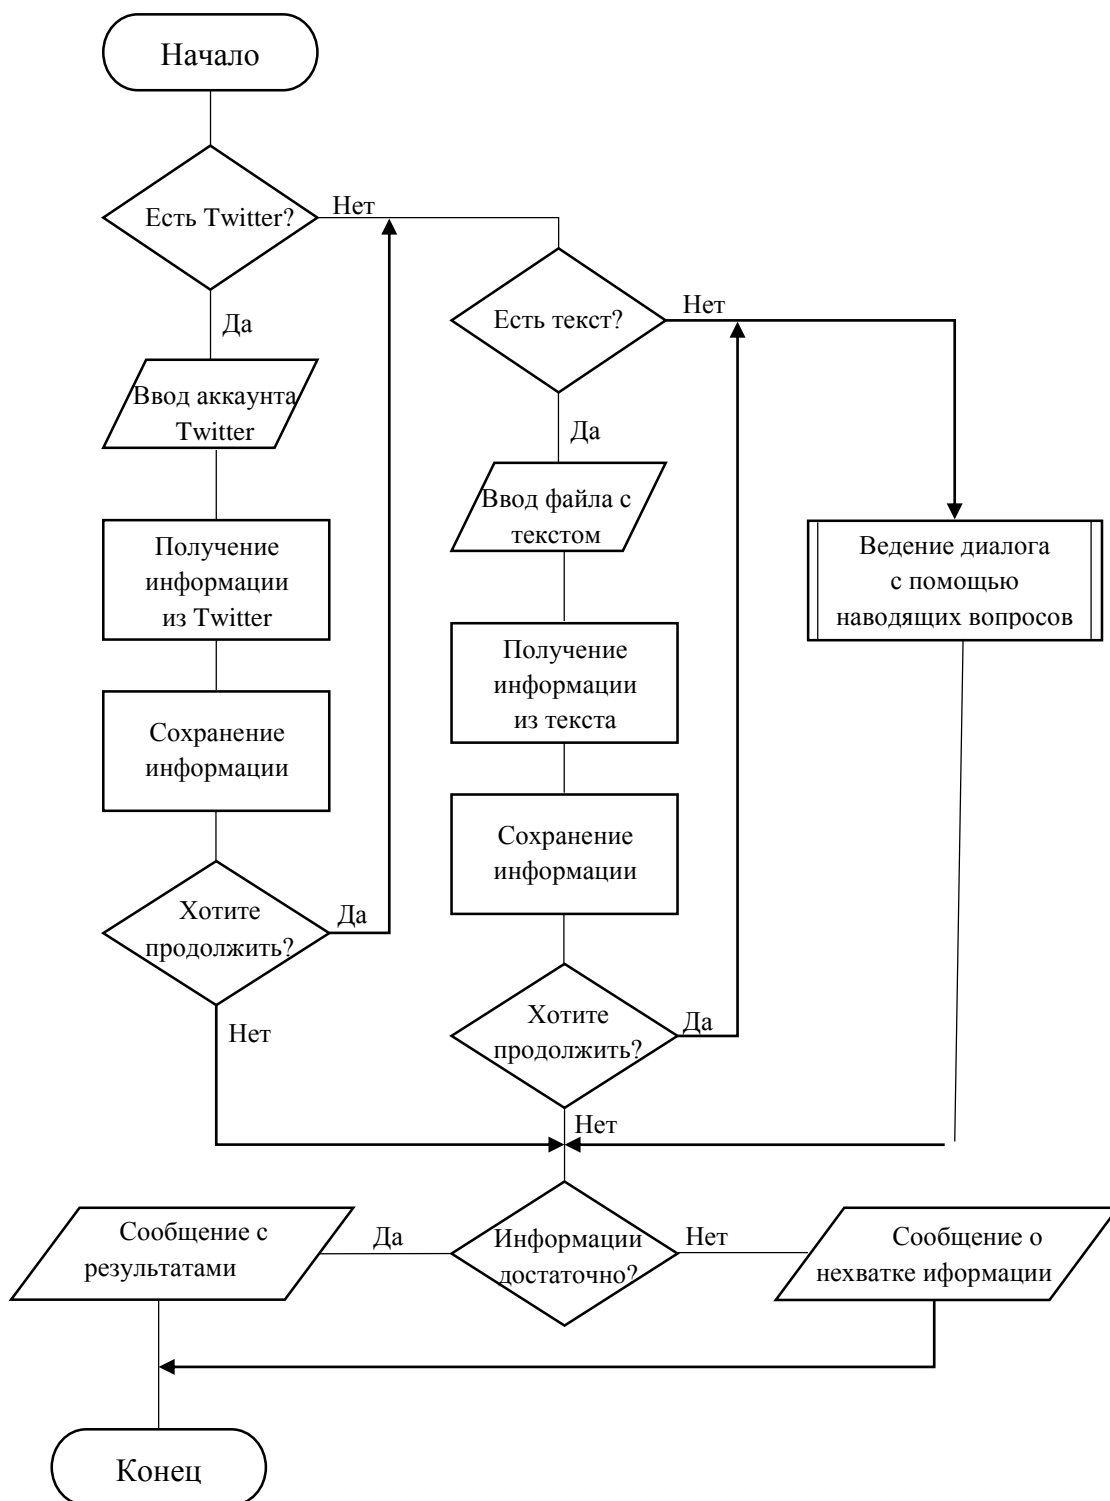 Начало
Есть Twitter?
Нет
Да
Ввод аккаунта
Twitter
Получение
информации
из Twitter
Сохранение
информации
Хотите
продолжить?
Да
Нет
Есть текст?
Нет
Да
Ввод файла с
текстом
Получение
информации
из текста
Сохранение
информации
Хотите
продолжить?
Да
Нет
Ведение диалога
с помощью
наводящих вопросов
Информации
достаточно?
Да
Нет
Сообщение с
результатами
Сообщение о
нехватке иформации
Конец